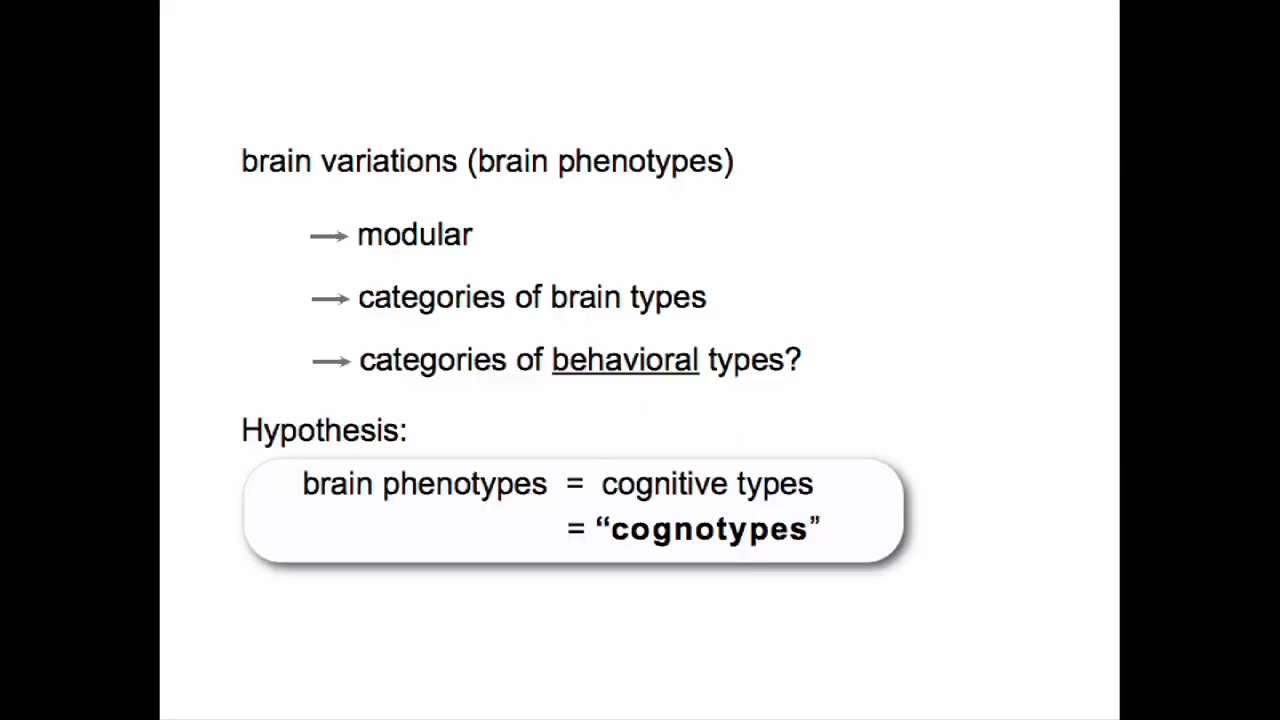 brain variations (brain phenotypes)
→ modular
→ categories of brain types
→ categories of behavioral types?
Hypothesis:
brain phenotypes = cognitive types
= “cognotypes”